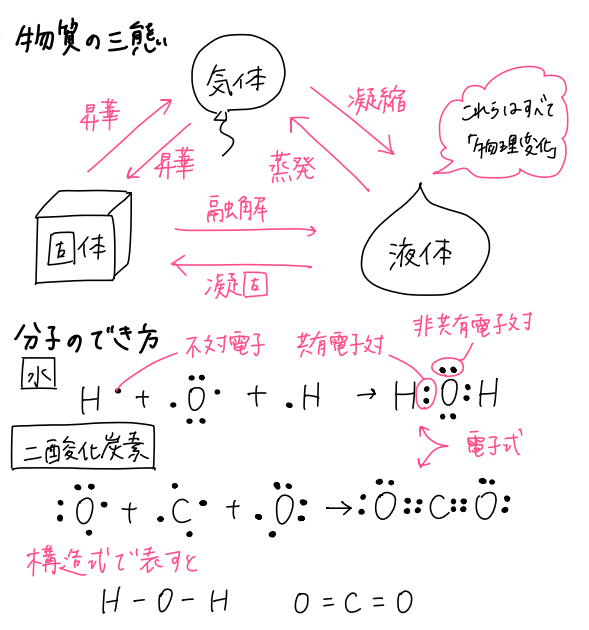 物質の三態
気体
昇華
昇華
凝縮
蒸発
これらはすべて
「物理変化」
固体
融解
凝固
液体
分子のでき方
水
不対電子
共有電子対
非共有電子対
H・ + ・O・ + ・H → H:O:H
電子式
二酸化炭素
:O・ + ・C・ + ・O: → :O::C::O:
構造式で表すと
H-O-H O=C=O